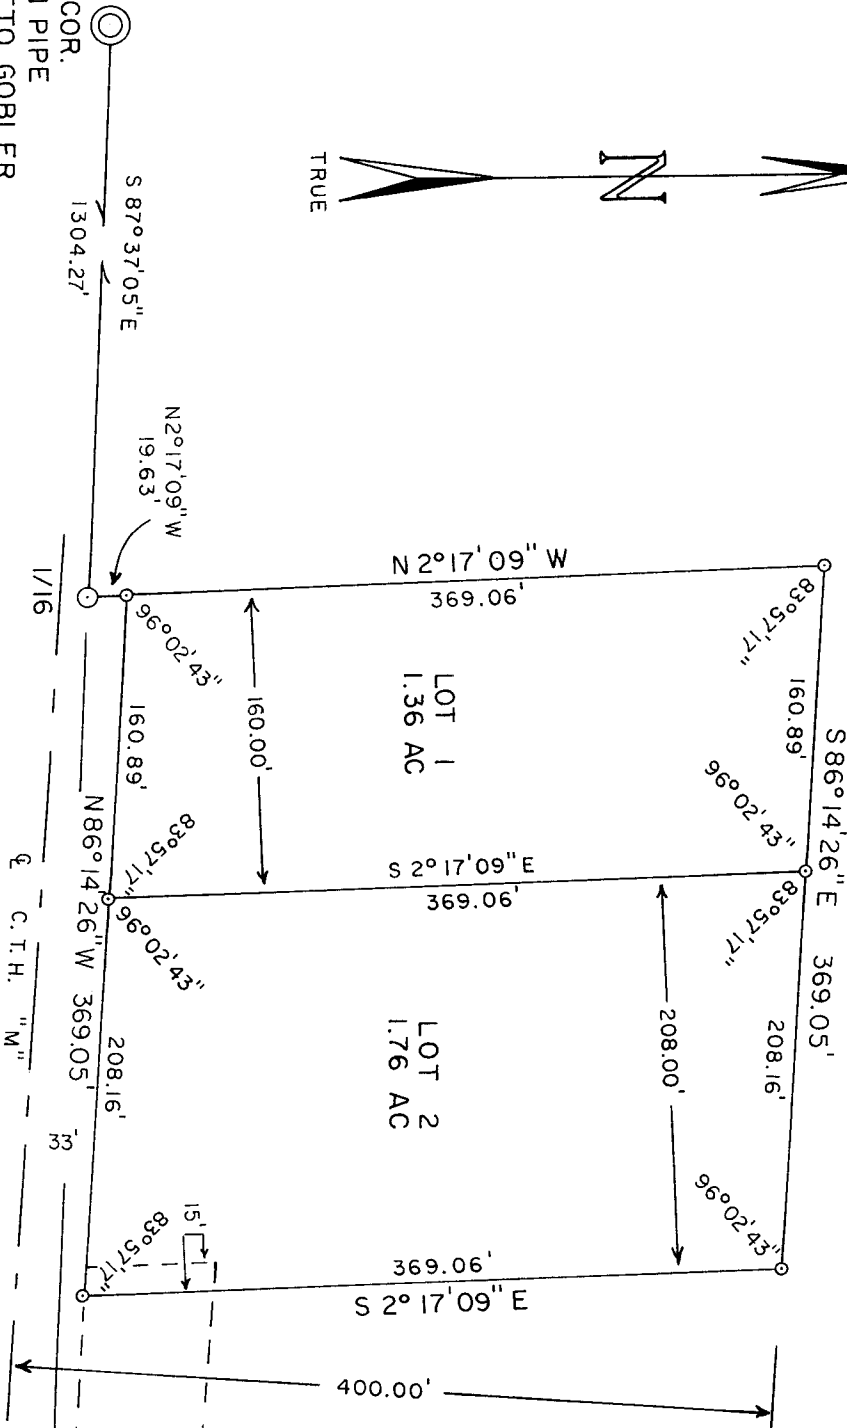 COR.
PIPE
TO GOBLER
S 87° 37' 05" E
1304.27'
TRUE
N
N2° 17' 09" W
19.63'
1/16
N 2° 17' 09" W
369.06'
83° 57' 17"
96° 02' 43"
160.89'
160.00'
LOT 1
1.36 AC
160.89'
S 86° 14' 26" E 369.05'
96° 02' 43"
83° 57' 17"
S 2° 17' 09" E
369.06'
83° 57' 17"
96° 02' 43"
N 86° 14' 26" W 369.05'
℄ C.T.H. "M"
208.16'
208.00'
LOT 2
1.76 AC
208.16'
33'
96° 02' 43"
83° 57' 17"
15'
369.06'
S 2° 17' 09" E
400.00'